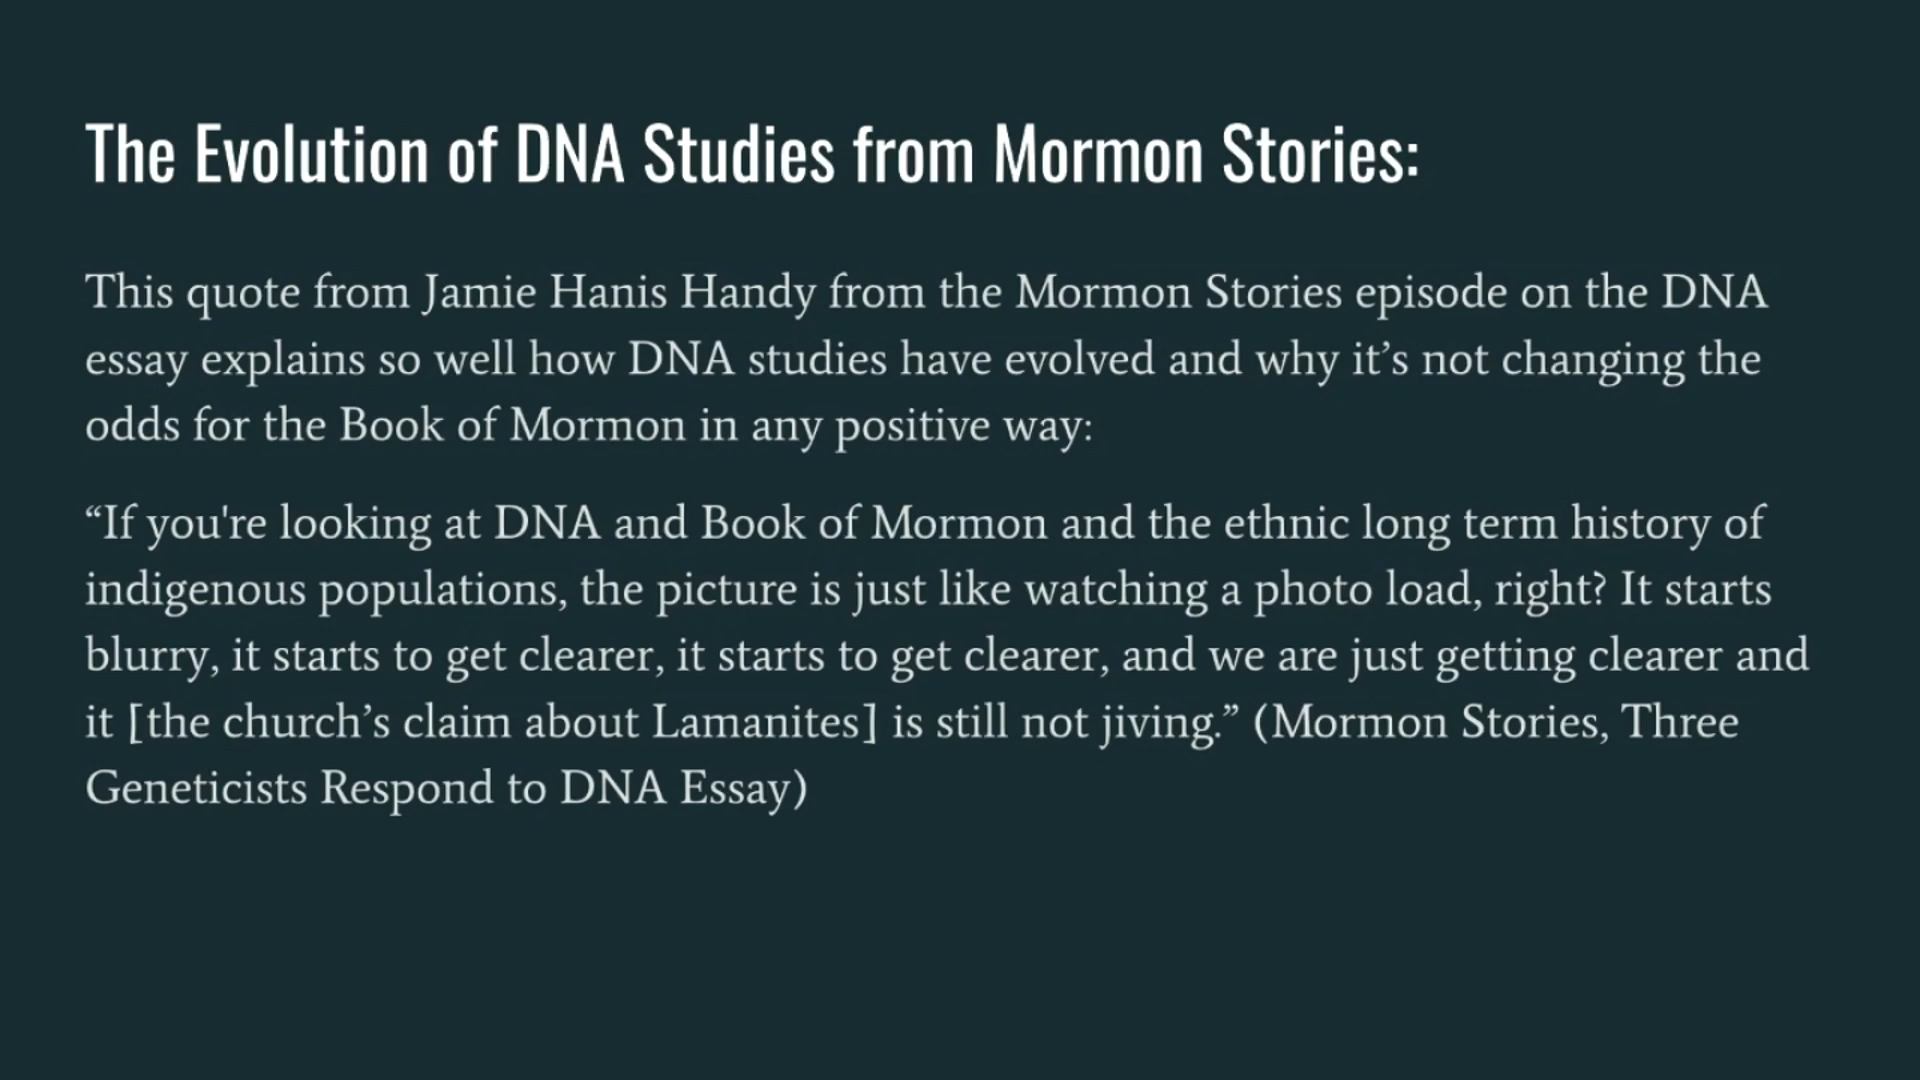 The Evolution of DNA Studies from Mormon Stories:
This quote from Jamie Hanis Handy from the Mormon Stories episode on the DNA
essay explains so well how DNA studies have evolved and why it’s not changing the
odds for the Book of Mormon in any positive way:
“If you're looking at DNA and Book of Mormon and the ethnic long term history of
indigenous populations, the picture is just like watching a photo load, right? It starts
blurry, it starts to get clearer, it starts to get clearer, and we are just getting clearer and
it [the church’s claim about Lamanites] is still not jiving.” (Mormon Stories, Three
Geneticists Respond to DNA Essay)